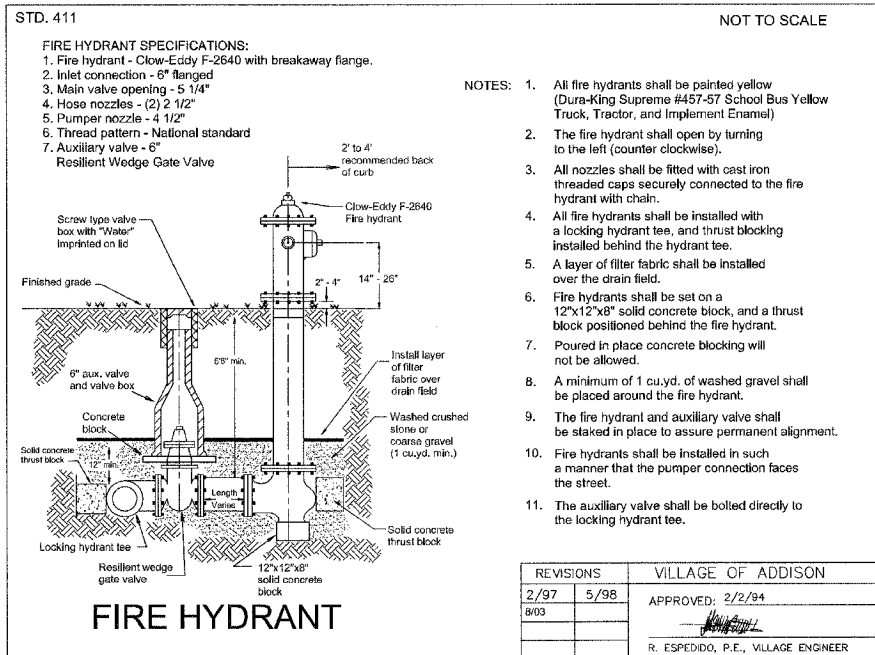 STD. 411
NOT TO SCALE
FIRE HYDRANT SPECIFICATIONS:
1. Fire hydrant - Clow-Eddy F-2640 with breakaway flange.
2. Inlet connection - 6" flanged
3. Main valve opening - 5 1/4"
4. Hose nozzles - (2) 2 1/2"
5. Pumper nozzle - 4 1/2"
6. Thread pattern - National standard
7. Auxiliary valve - 6"
Resilient Wedge Gate Valve
2' to 4'
recommended back
of curb
Clow-Eddy F-2640
Fire hydrant
Screw type valve
box with "Water"
imprinted on lid
Finished grade
2" - 4"
14" - 26"
6'6" min.
6" aux. valve
and valve box
Install layer
of filter
fabric over
drain field
Concrete
block
Washed crushed
stone or
coarse gravel
(1 cu.yd. min.)
Solid concrete
thrust block
12" min.
Length
Varies
Solid concrete
thrust block
Locking hydrant tee
Resilient wedge
gate valve
12"x12"x8"
solid concrete
block
FIRE HYDRANT
NOTES: 1. All fire hydrants shall be painted yellow
(Dura-King Supreme #457-57 School Bus Yellow
Truck, Tractor, and Implement Enamel)
2. The fire hydrant shall open by turning
to the left (counter clockwise).
3. All nozzles shall be fitted with cast iron
threaded caps securely connected to the fire
hydrant with chain.
4. All fire hydrants shall be installed with
a locking hydrant tee, and thrust blocking
installed behind the hydrant tee.
5. A layer of filter fabric shall be installed
over the drain field.
6. Fire hydrants shall be set on a
12"x12"x8" solid concrete block, and a thrust
block positioned behind the fire hydrant.
7. Poured in place concrete blocking will
not be allowed.
8. A minimum of 1 cu.yd. of washed gravel shall
be placed around the fire hydrant.
9. The fire hydrant and auxiliary valve shall
be staked in place to assure permanent alignment.
10. Fire hydrants shall be installed in such
a manner that the pumper connection faces
the street.
11. The auxiliary valve shall be bolted directly to
the locking hydrant tee.
REVISIONS
2/97 5/98
8/03
VILLAGE OF ADDISON
APPROVED: 2/2/94
R. ESPEDIDO, P.E., VILLAGE ENGINEER